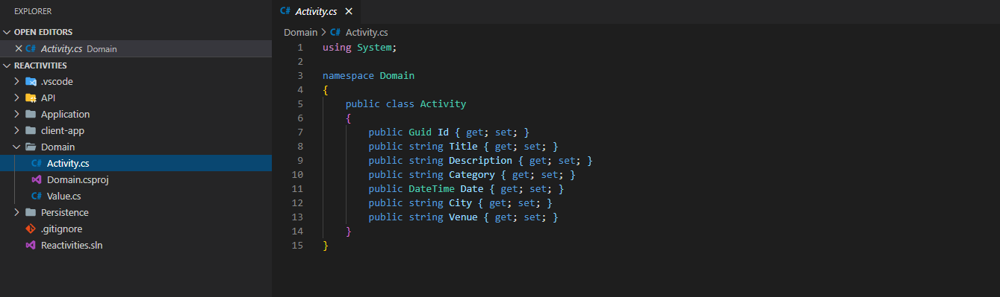 EXPLORER
OPEN EDITORS
C# Activity.cs Domain
REACTIVITIES
.vscode
API
Application
client-app
Domain
C# Activity.cs
Domain.csproj
C# Value.cs
Persistence
.gitignore
Reactivities.sln
C# Activity.cs
Domain > C# Activity.cs
1 using System;
2
3 namespace Domain
4 {
5 public class Activity
6 {
7 public Guid Id { get; set; }
8 public string Title { get; set; }
9 public string Description { get; set; }
10 public string Category { get; set; }
11 public DateTime Date { get; set; }
12 public string City { get; set; }
13 public string Venue { get; set; }
14 }
15 }